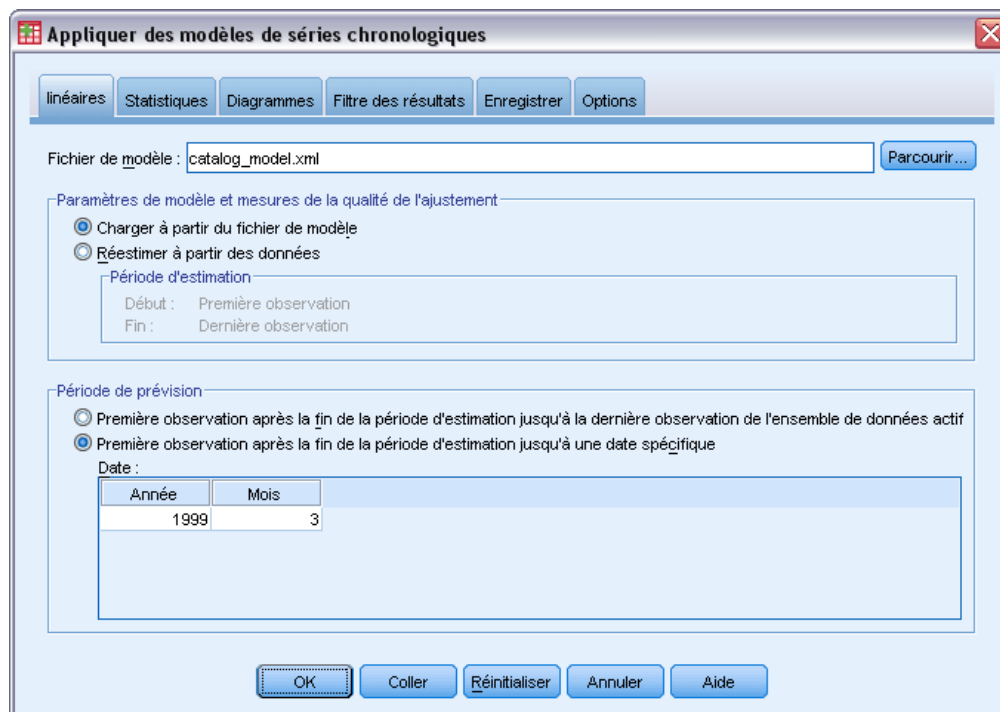 Appliquer des modèles de séries chronologiques
linéaires Statistiques Diagrammes Filtre des résultats Enregistrer Options
Fichier de modèle : catalog_model.xml Parcourir...
Paramètres de modèle et mesures de la qualité de l'ajustement
Charger à partir du fichier de modèle
Réestimer à partir des données
Période d'estimation
Début : Première observation
Fin : Dernière observation
Période de prévision
Première observation après la fin de la période d'estimation jusqu'à la dernière observation de l'ensemble de données actif
Première observation après la fin de la période d'estimation jusqu'à une date spécifique
Date :
Année Mois
1999 3
OK Coller Réinitialiser Annuler Aide